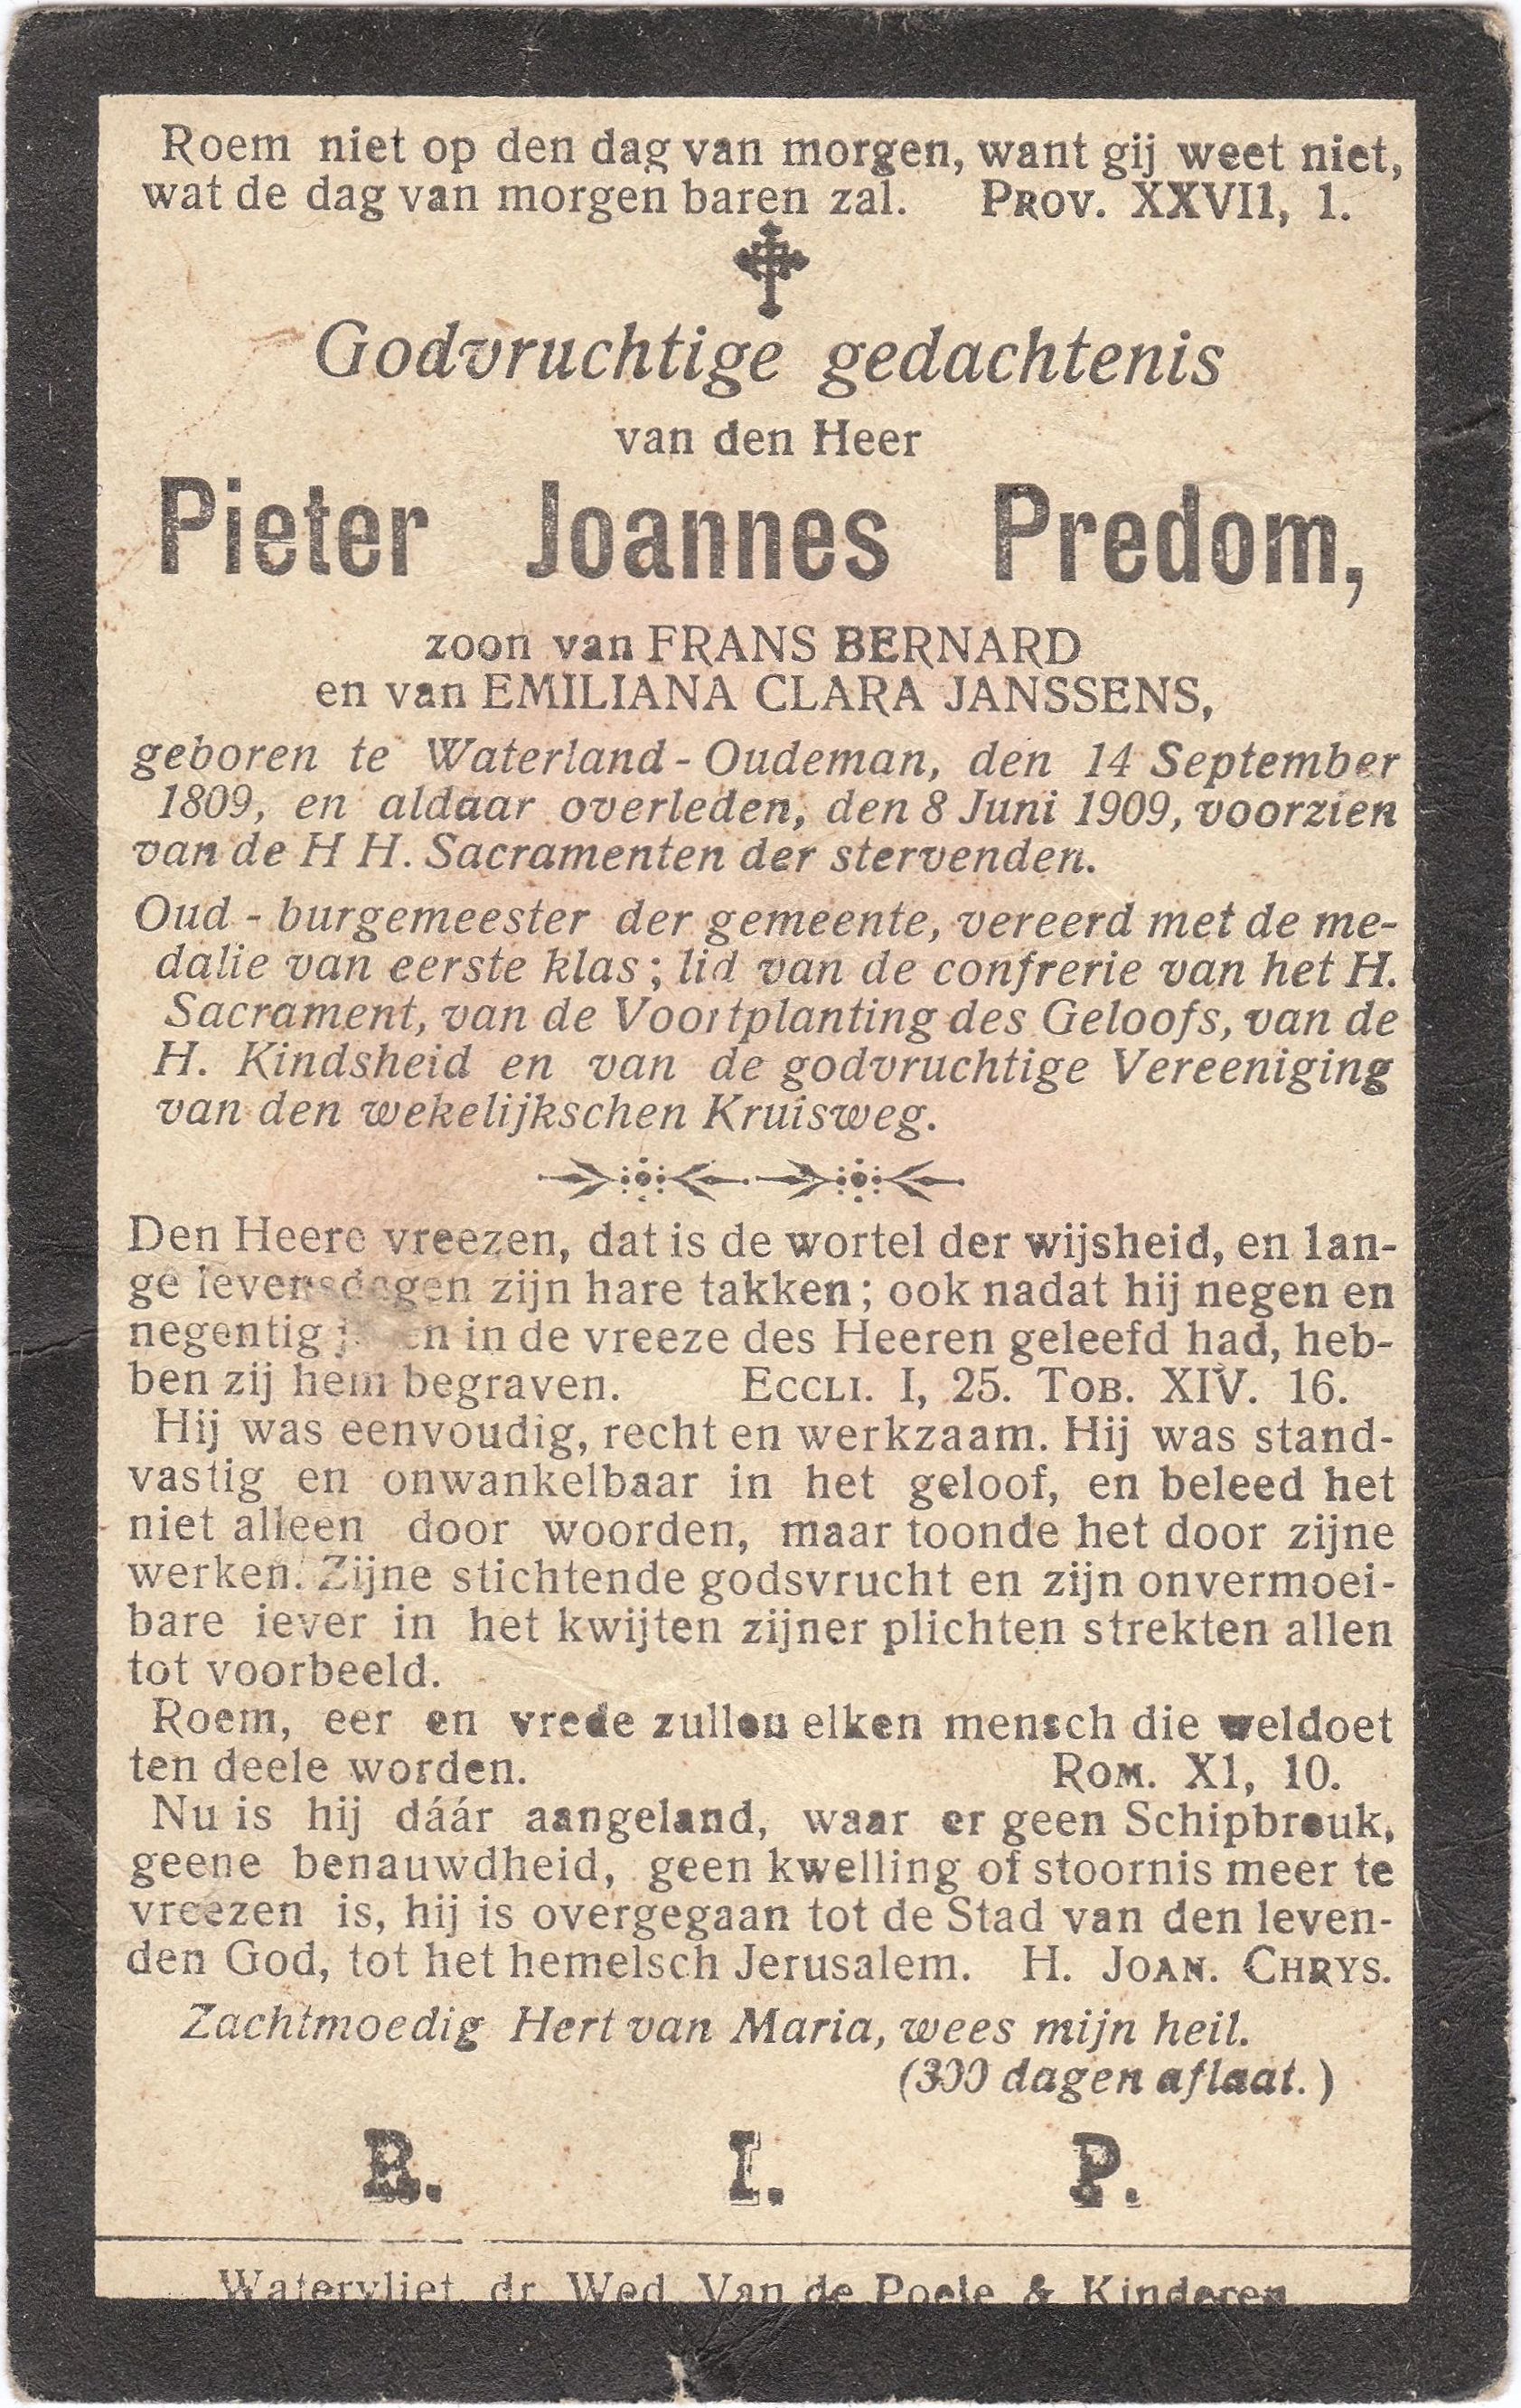 Roem niet op den dag van morgen, want gij weet niet,
wat de dag van morgen baren zal. PROV. XXVII, 1.
Godvruchtige gedachtenis
van den Heer
Pieter Joannes Predom,
zoon van FRANS BERNARD
en van EMILIANA CLARA JANSSENS,
geboren te Waterland-Oudeman, den 14 September
1809, en aldaar overleden, den 8 Juni 1909, voorzien
van de H H. Sacramenten der stervenden.
Oud-burgemeester der gemeente, vereerd met de me-
dalie van eerste klas; lid van de confrerie van het H.
Sacrament, van de Voortplanting des Geloofs, van de
H. Kindsheid en van de godvruchtige Vereeniging
van den wekelijkschen Kruisweg.
Den Heere vreezen, dat is de wortel der wijsheid, en lan-
ge levensdagen zijn hare takken; ook nadat hij negen en
negentig in de vreeze des Heeren geleefd had, heb-
ben zij hem begraven. ECCLI. I, 25. TOB. XIV. 16.
Hij was eenvoudig, recht en werkzaam. Hij was stand-
vastig en onwankelbaar in het geloof, en beleed het
niet alleen door woorden, maar toonde het door zijne
werken. Zijne stichtende godsvrucht en zijn onvermoei-
bare iever in het kwijten zijner plichten strekten allen
tot voorbeeld.
Roem, eer en vrede zullen elken mensch die weldoet
ten deele worden. ROM. XI, 10.
Nu is hij dáár aangeland, waar er geen Schipbreuk,
geene benauwdheid, geen kwelling of stoornis meer te
vreezen is, hij is overgegaan tot de Stad van den leven-
den God, tot het hemelsch Jerusalem. H. JOAN. CHRYS.
Zachtmoedig Hert van Maria, wees mijn heil.
(300 dagen aflaat.)
R. I. P.
Watervliet, dr. Wed. Van de Poele & Kinderen.